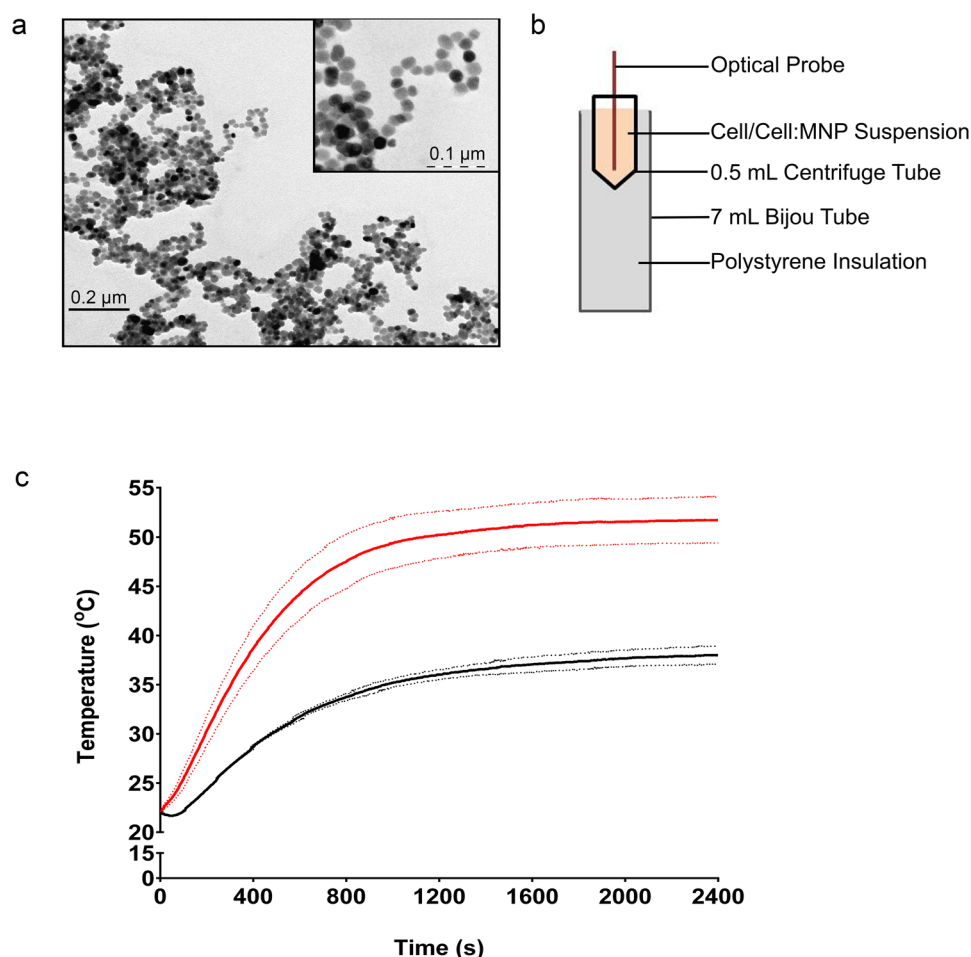 a
0.2 µm
0.1 µm
b
Optical Probe
Cell/Cell:MNP Suspension
0.5 mL Centrifuge Tube
7 mL Bijou Tube
Polystyrene Insulation
c
Temperature (°C)
55
50
45
40
35
30
25
20
15
0
0 400 800 1200 1600 2000 2400
Time (s)